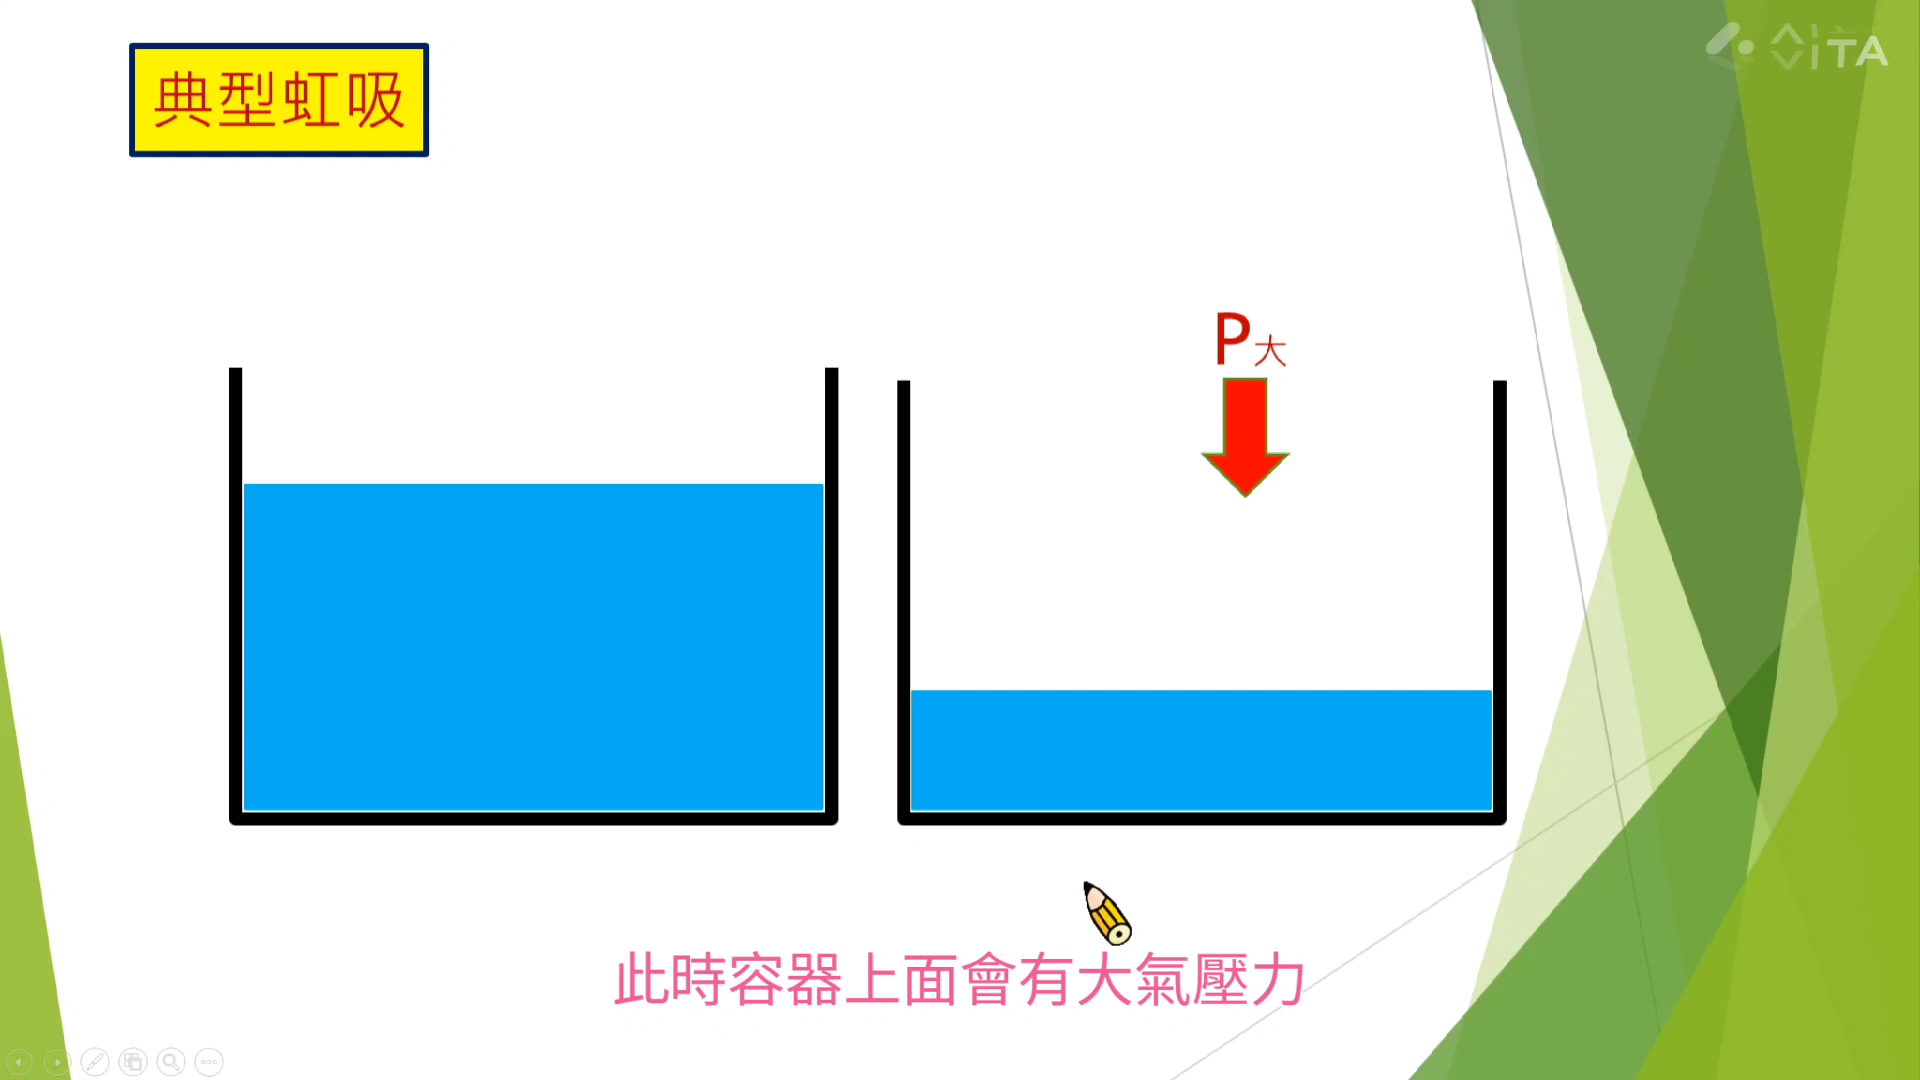 典型虹吸
P大
此時容器上面會有大氣壓力